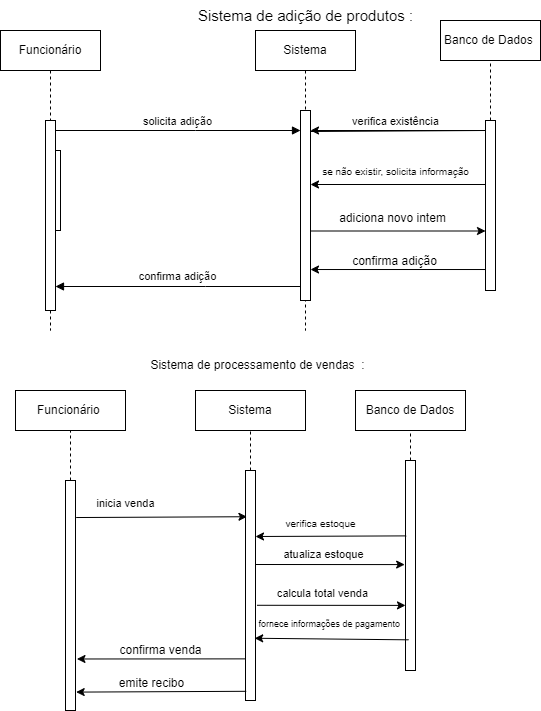 Sistema de adição de produtos :
Funcionário
Sistema
Banco de Dados
solicita adição
verifica existência
se não existir, solicita informação
adiciona novo intem
confirma adição
confirma adição
Sistema de processamento de vendas :
Funcionário
Sistema
Banco de Dados
inicia venda
verifica estoque
atualiza estoque
calcula total venda
fornece informações de pagamento
confirma venda
emite recibo